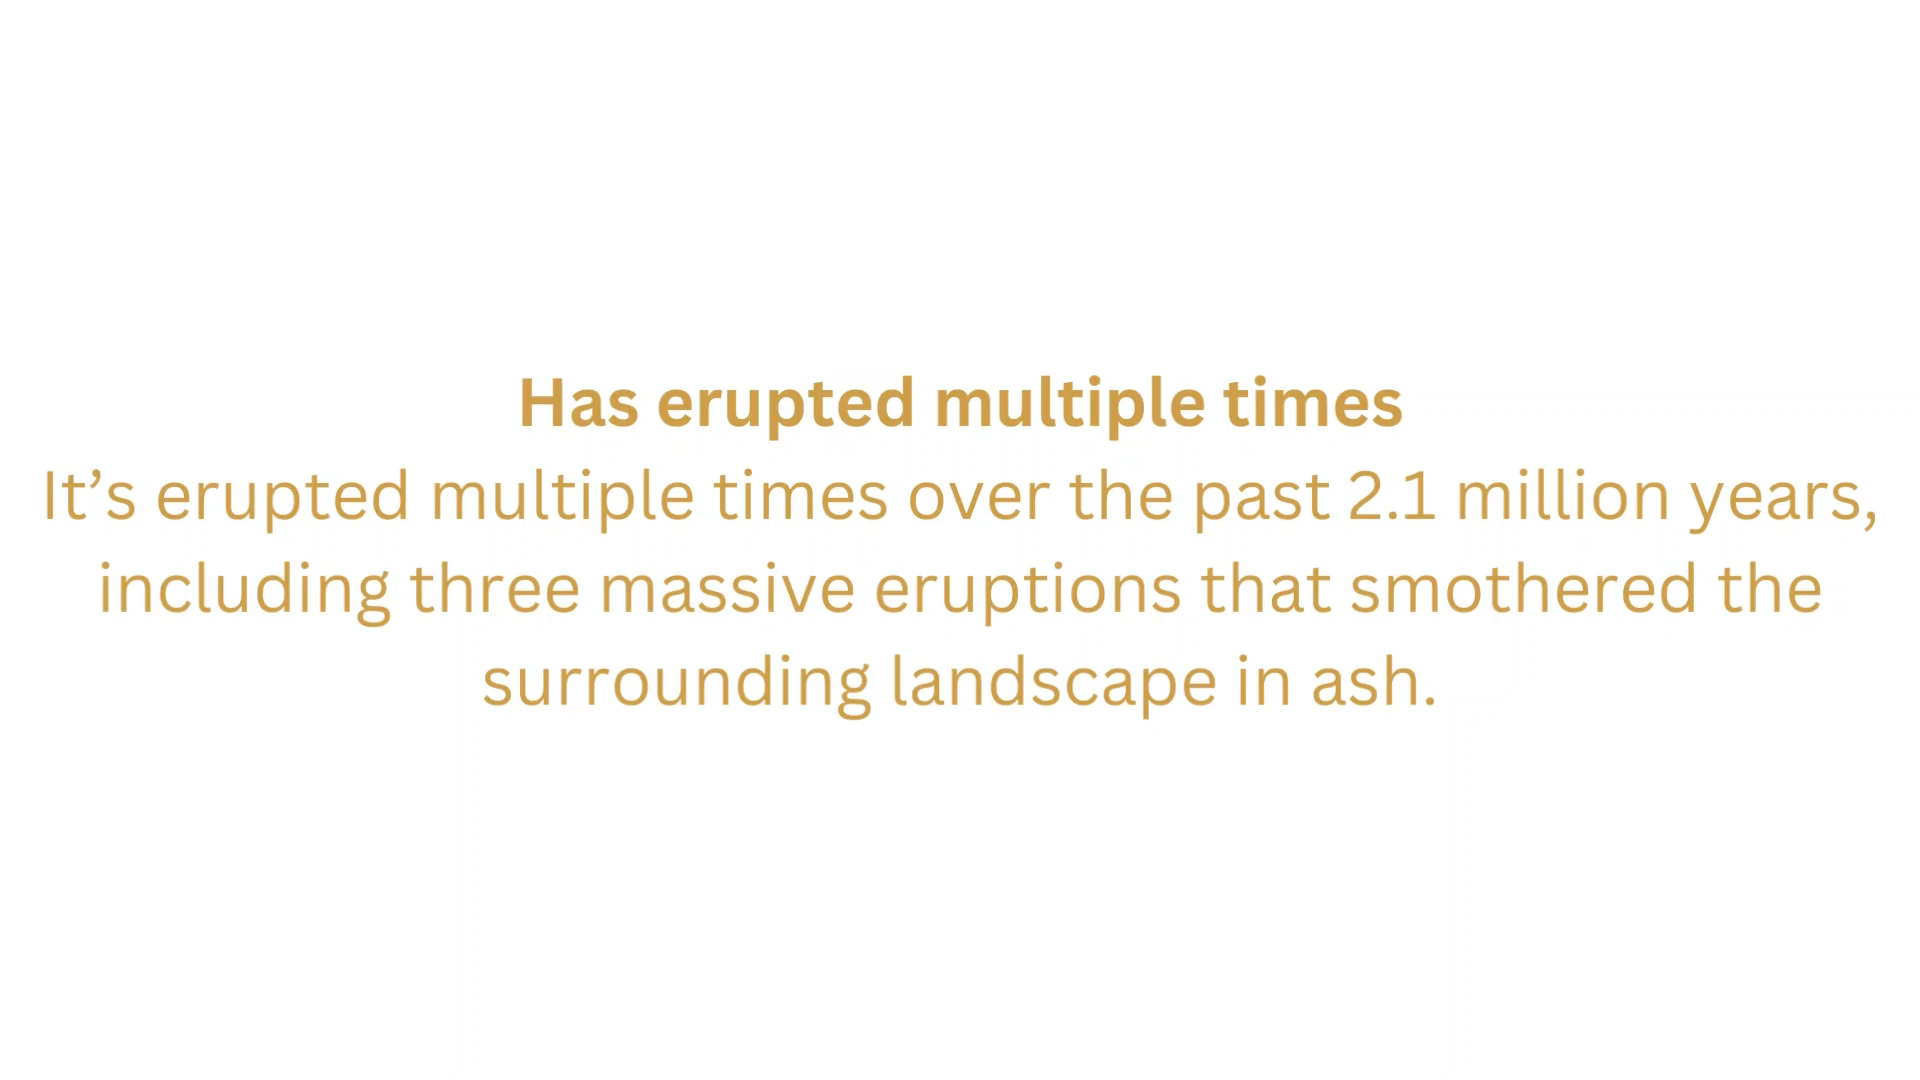 Has erupted multiple times
It’s erupted multiple times over the past 2.1 million years,
including three massive eruptions that smothered the
surrounding landscape in ash.